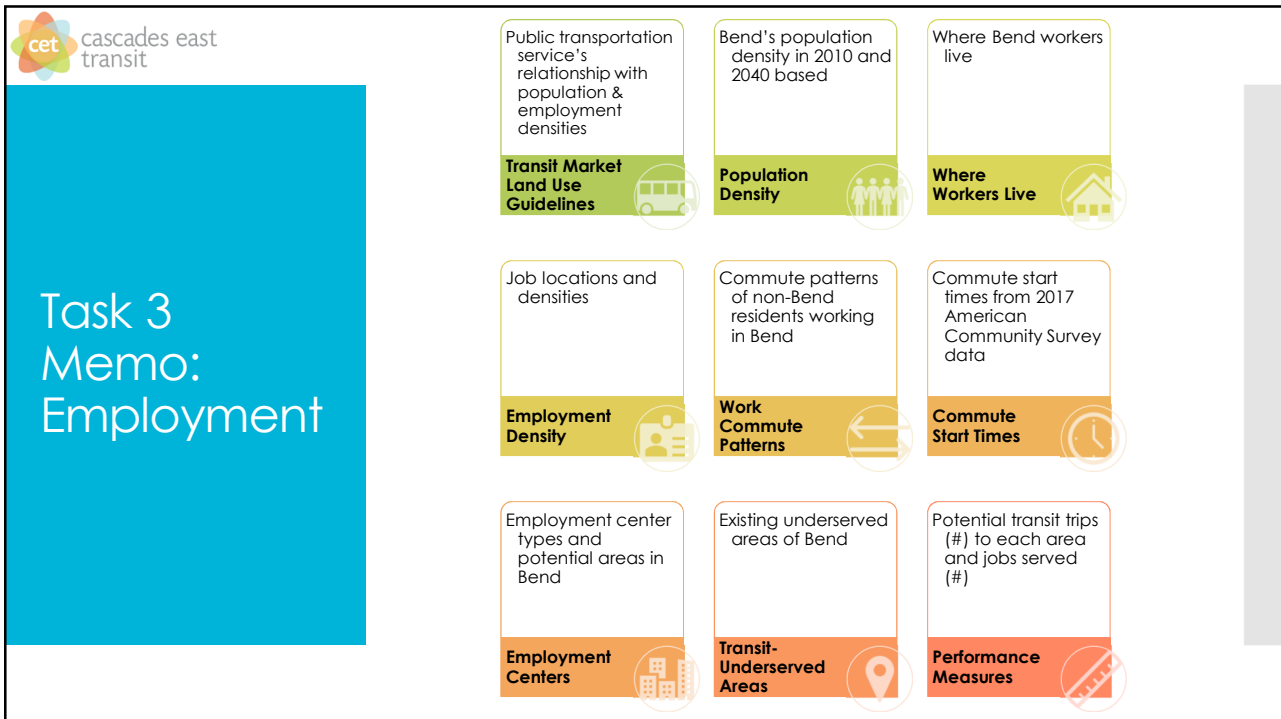 cet
cascades east
transit
Task 3
Memo:
Employment
Public transportation
service's
relationship with
population &
employment
densities
Transit Market
Land Use
Guidelines
Bend's population
density in 2010 and
2040 based
Population
Density
Where Bend workers
live
Where
Workers Live
Job locations and
densities
Employment
Density
Commute patterns
of non-Bend
residents working
in Bend
Work
Commute
Patterns
Commute start
times from 2017
American
Community Survey
data
Commute
Start Times
Employment center
types and
potential areas in
Bend
Employment
Centers
Existing underserved
areas of Bend
Transit-
Underserved
Areas
Potential transit trips
(#) to each area
and jobs served
(#)
Performance
Measures